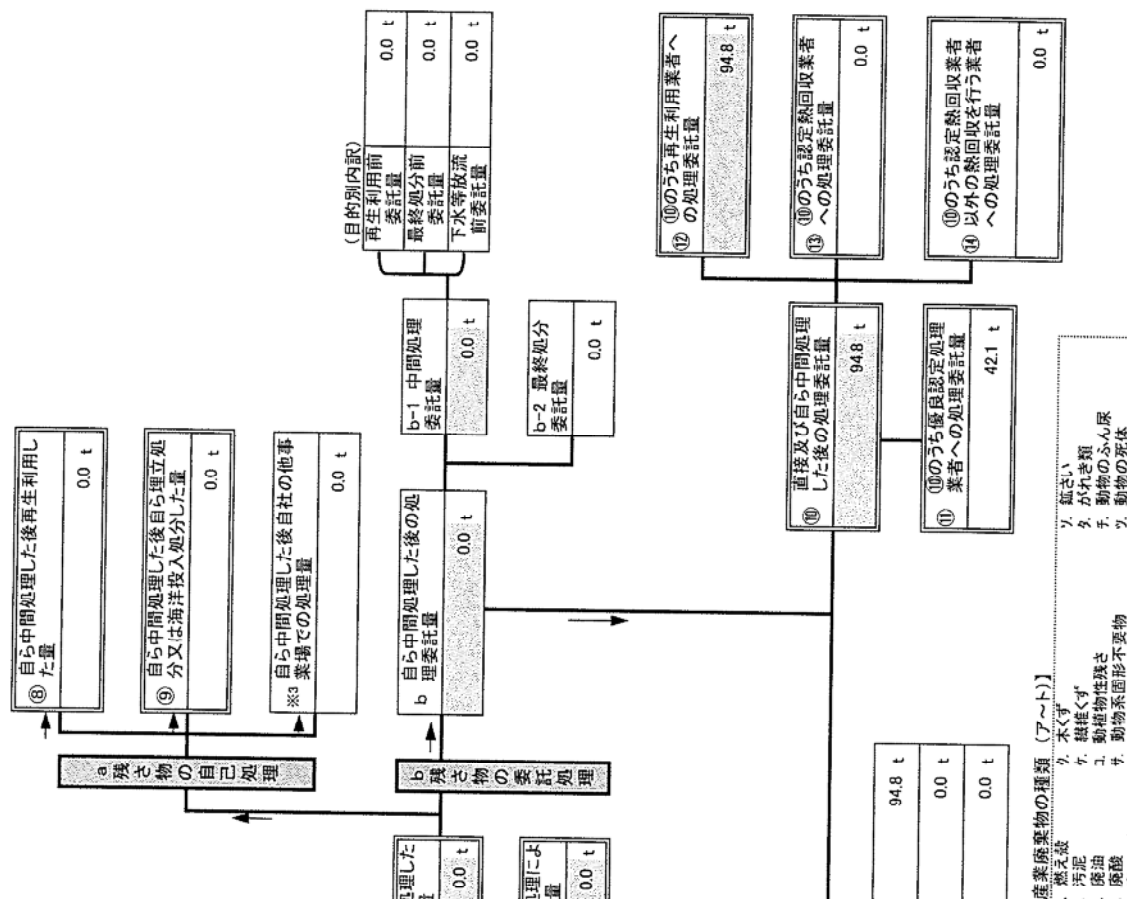 ⑧ 自ら中間処理した後再生利用し
た量
0.0 t
⑨ 自ら中間処理した後自ら埋立処
分又は海洋投入処分した量
0.0 t
※3 自ら中間処理した後自社の他事
業場での処理量
0.0 t
a 残さ物の自己処理
b 残さ物の委託処理
処理した
量
0.0 t
処理によ
量
0.0 t
b 自ら中間処理した後の処
理委託量
0.0 t
b-1 中間処理
委託量
0.0 t
b-2 最終処分
委託量
0.0 t
(目的別内訳)
再生利用前
委託量
0.0 t
最終処分前
委託量
0.0 t
下水等放流
前委託量
0.0 t
⑩ 直接及び自ら中間処理
した後の処理委託量
94.8 t
⑪ ⑩のうち優良認定処理
業者への処理委託量
42.1 t
⑫ ⑩のうち再生利用業者へ
の処理委託量
94.8 t
⑬ ⑩のうち認定熱回収業者
への処理委託量
0.0 t
⑭ ⑩のうち認定熱回収業者
以外の熱回収を行う業者
への処理委託量
0.0 t
94.8 t
0.0 t
0.0 t
産業廃棄物の種類 (ア~ト)】
燃え殻
汚泥
廃油
廃酸
ク. 木くず
ケ. 繊維くず
コ. 動植物性残さ
サ. 動物系固形不要物
ソ. 鉱さい
タ. がれき類
チ. 動物のふん尿
ツ. 動物の死体